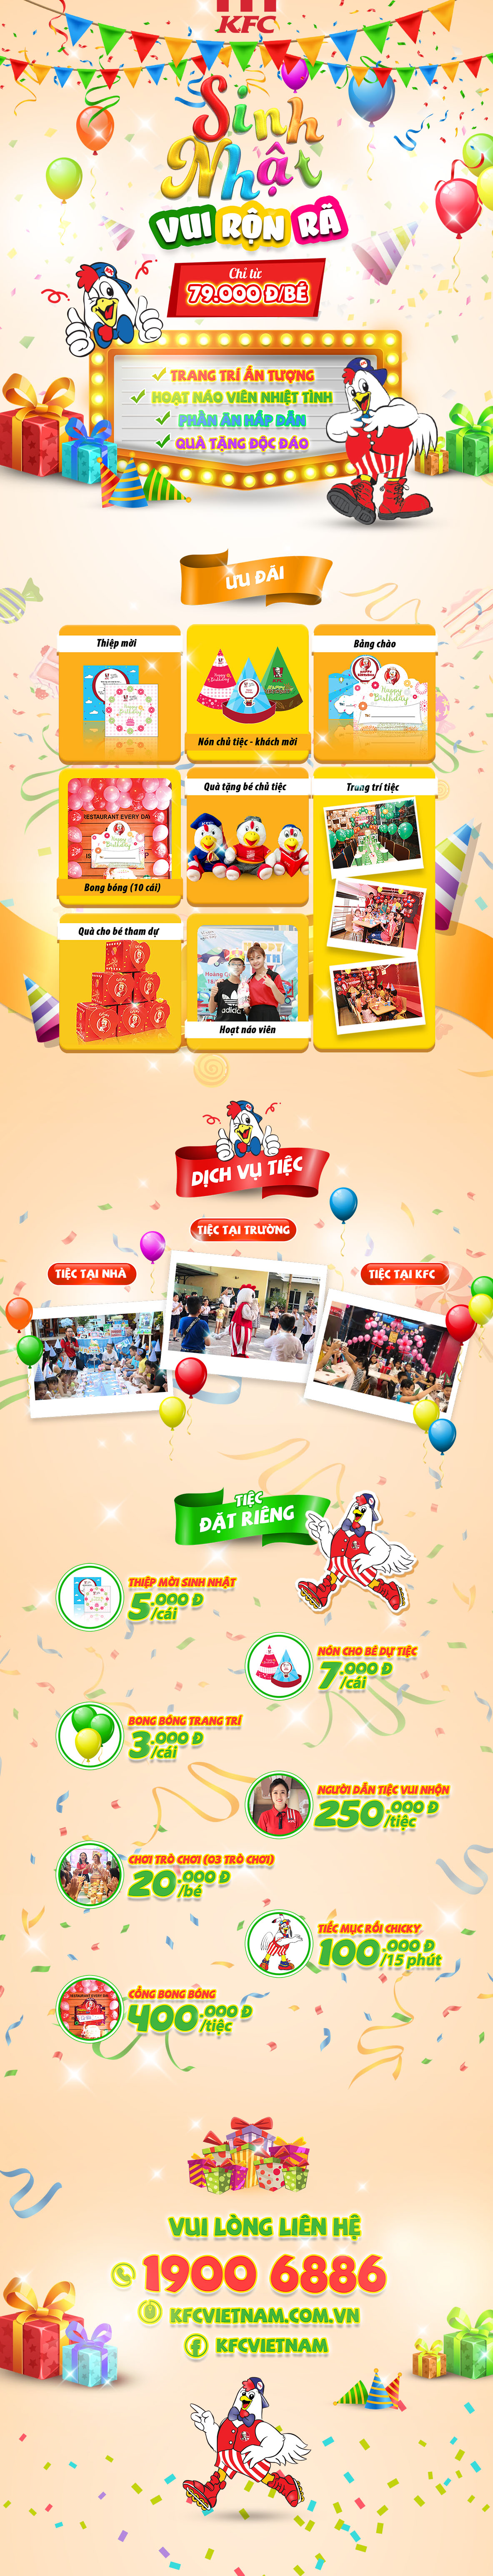 KFC
Sinh
Nhật
VUI RỘN RÃ
Chỉ từ
79.000 Đ/BÉ
TRANG TRÍ ẤN TƯỢNG
HOẠT NÁO VIÊN NHIỆT TÌNH
PHẦN ĂN HẤP DẪN
QUÀ TẶNG ĐỘC ĐÁO
ƯU ĐÃI
Thiệp mời
Nón chủ tiệc - khách mời
Bảng chào
Happy Birthday
Bong bóng (10 cái)
RESTAURANT EVERY DAY
Quà tặng bé chủ tiệc
Trang trí tiệc
Quà cho bé tham dự
Hoạt náo viên
adidas
DỊCH VỤ TIỆC
TIỆC TẠI TRƯỜNG
TIỆC TẠI NHÀ
TIỆC TẠI KFC
TIỆC
ĐẶT RIÊNG
THIỆP MỜI SINH NHẬT
5.000 Đ
/cái
NÓN CHO BÉ DỰ TIỆC
7.000 Đ
/cái
BONG BÓNG TRANG TRÍ
3.000 Đ
/cái
NGƯỜI DẪN TIỆC VUI NHỘN
250.000 Đ
/tiệc
CHƠI TRÒ CHƠI (03 TRÒ CHƠI)
20.000 Đ
/bé
TIẾC MỤC RỐI CHICKY
100.000 Đ
/15 phút
CỔNG BONG BÓNG
400.000 Đ
/tiệc
VUI LÒNG LIÊN HỆ
1900 6886
KFCVIETNAM.COM.VN
KFCVIETNAM